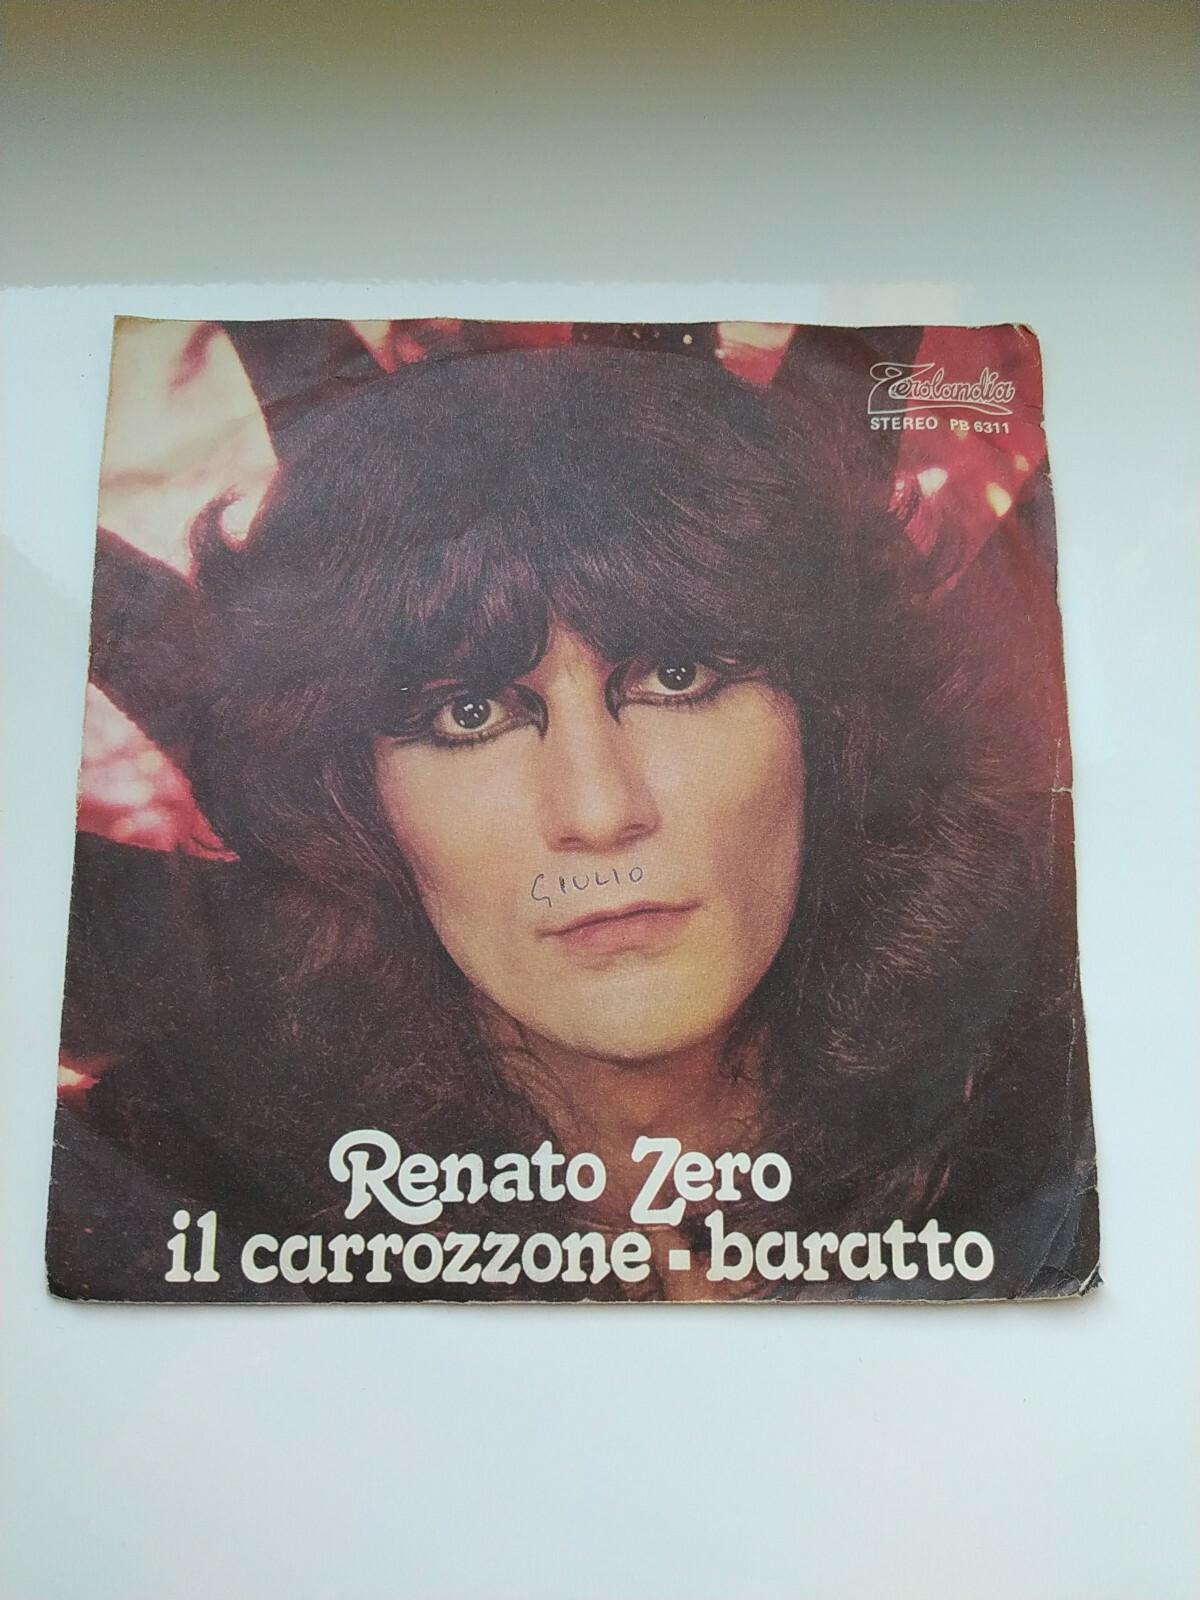 Zerolandia
STEREO PB 6311
GIULIO
Renato Zero
il carrozzone - baratto